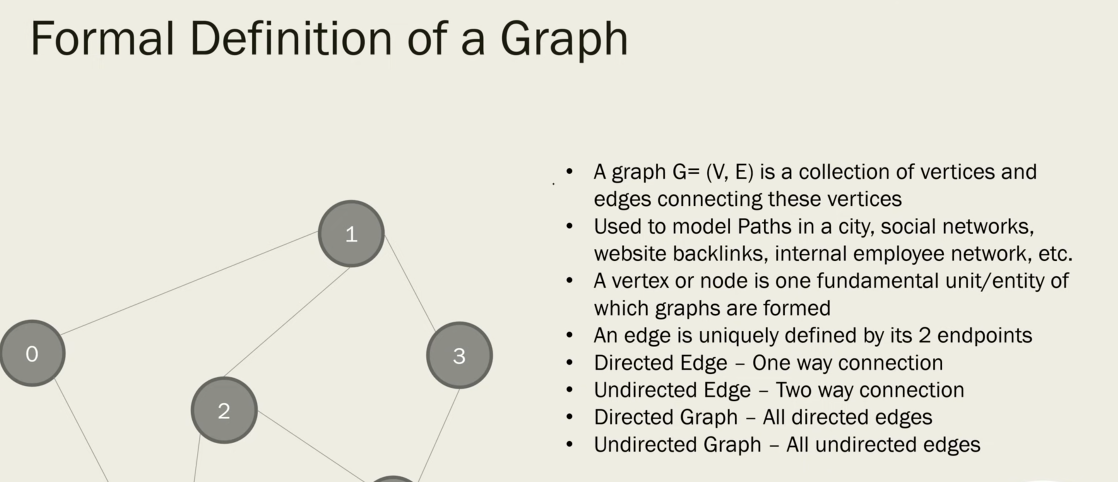 Formal Definition of a Graph
• A graph G= (V, E) is a collection of vertices and
edges connecting these vertices
• Used to model Paths in a city, social networks,
website backlinks, internal employee network, etc.
• A vertex or node is one fundamental unit/entity of
which graphs are formed
• An edge is uniquely defined by its 2 endpoints
• Directed Edge – One way connection
• Undirected Edge – Two way connection
• Directed Graph – All directed edges
• Undirected Graph – All undirected edges
1
0
3
2